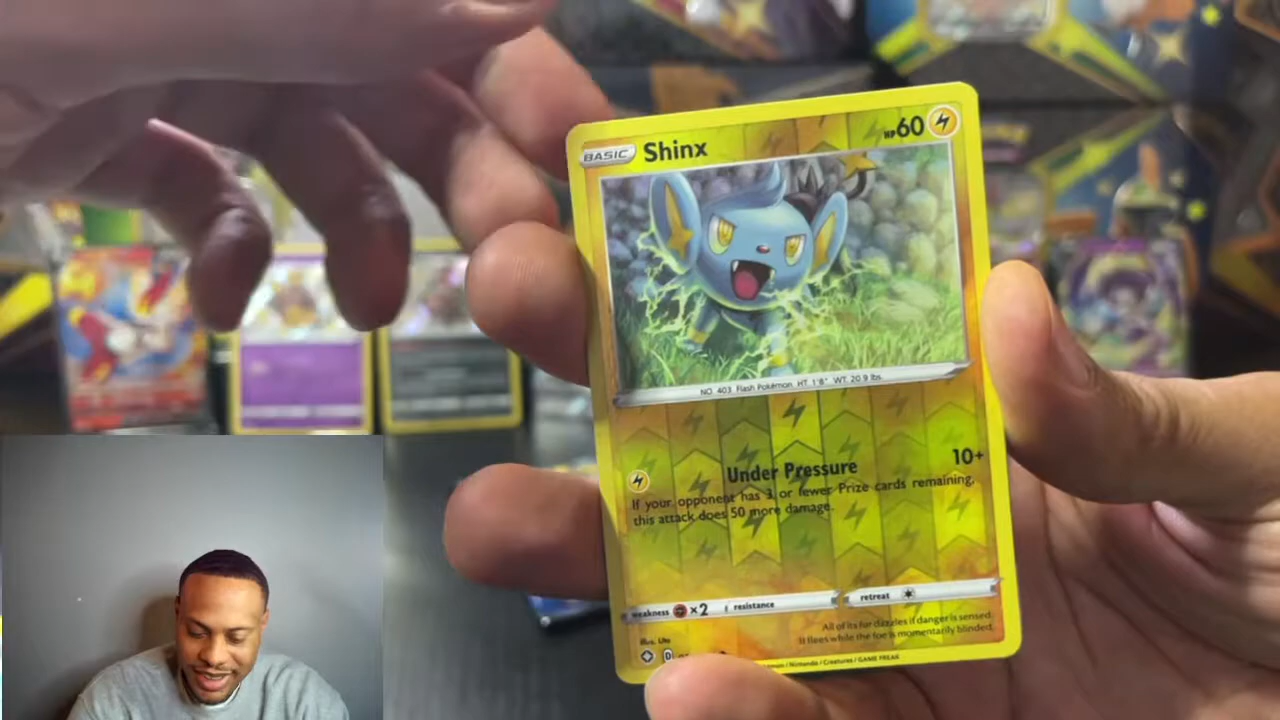 BASIC Shinx HP60
NO. 403 Flash Pokémon HT 1'8" WT. 20.9 lbs.
Under Pressure 10+
If your opponent has 3 or fewer Prize cards remaining,
this attack does 50 more damage.
weakness ×2 resistance retreat
All of its fur dazzles if danger is sensed.
It flees while the foe is momentarily blinded.
illus. Uta
/ Nintendo / Creatures / GAME FREAK